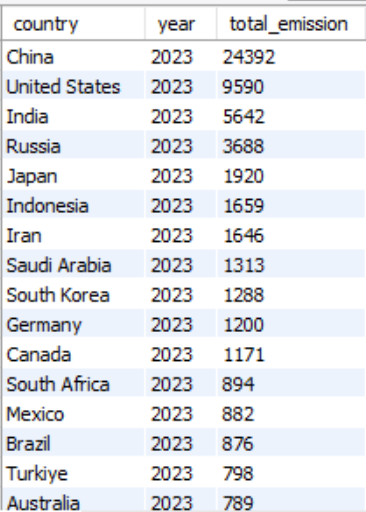 country year total_emission
China 2023 24392
United States 2023 9590
India 2023 5642
Russia 2023 3688
Japan 2023 1920
Indonesia 2023 1659
Iran 2023 1646
Saudi Arabia 2023 1313
South Korea 2023 1288
Germany 2023 1200
Canada 2023 1171
South Africa 2023 894
Mexico 2023 882
Brazil 2023 876
Turkiye 2023 798
Australia 2023 789